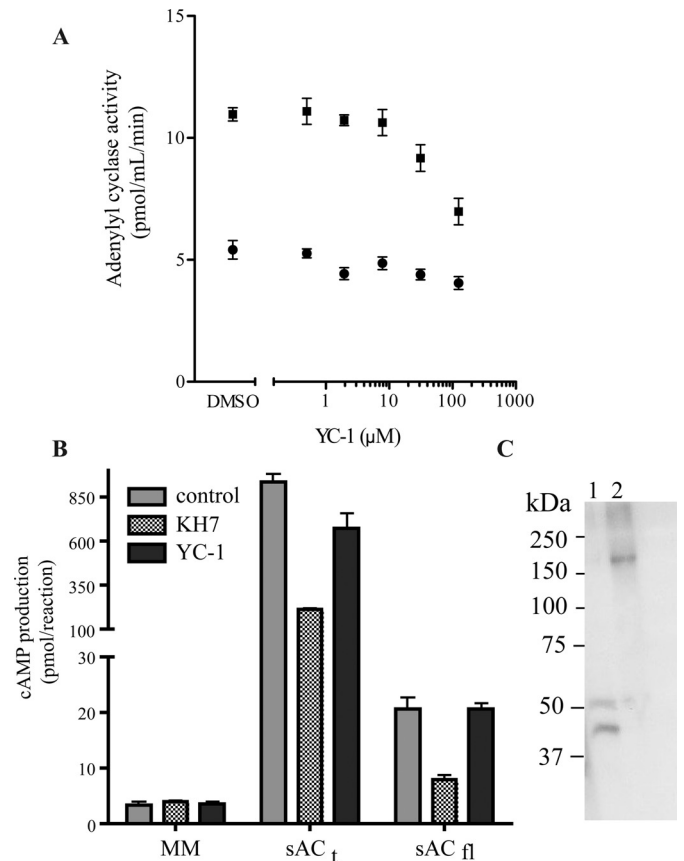 A
Adenylyl cyclase activity
(pmol/mL/min)
15
10
5
0
DMSO
1
10
100
1000
YC-1 (µM)
B
cAMP production
(pmol/reaction)
850
600
350
100
30
20
10
0
control
KH7
YC-1
MM
sAC t
sAC fl
C
1 2
kDa
250
150
100
75
50
37